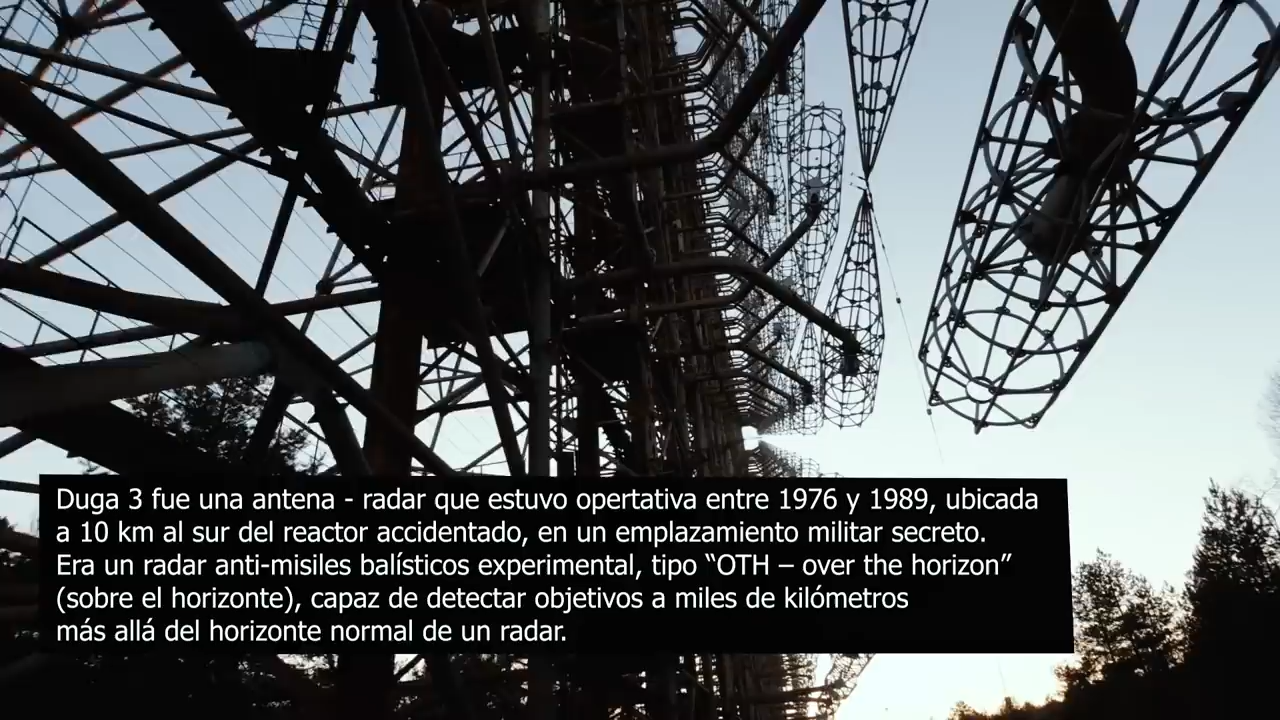 Duga 3 fue una antena - radar que estuvo opertativa entre 1976 y 1989, ubicada
a 10 km al sur del reactor accidentado, en un emplazamiento militar secreto.
Era un radar anti-misiles balísticos experimental, tipo “OTH – over the horizon”
(sobre el horizonte), capaz de detectar objetivos a miles de kilómetros
más allá del horizonte normal de un radar.